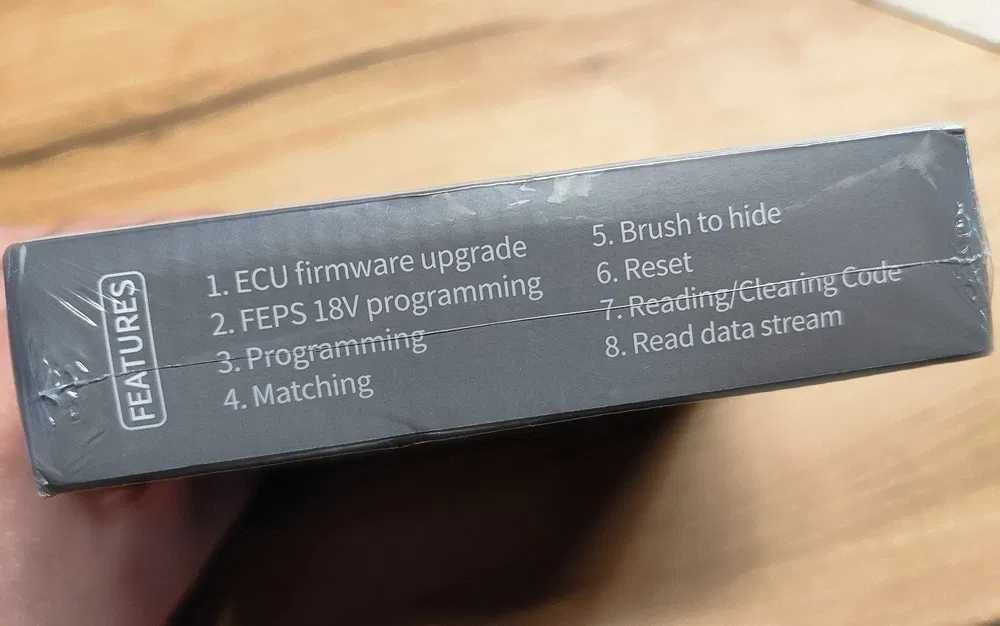 FEATURES
1. ECU firmware upgrade
2. FEPS 18V programming
3. Programming
4. Matching
5. Brush to hide
6. Reset
7. Reading/Clearing Code
8. Read data stream